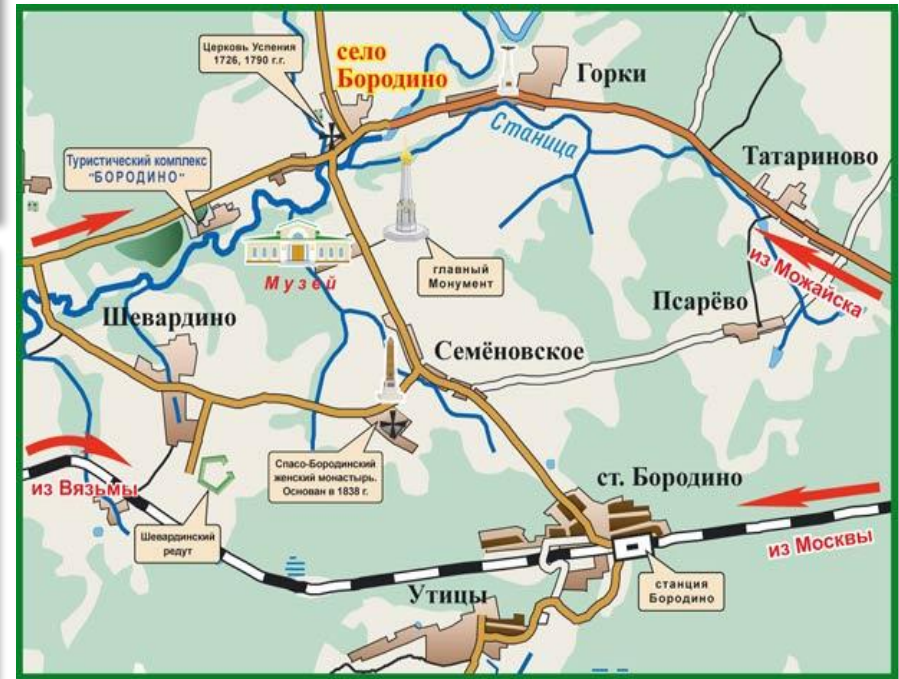 Церковь Успения
1726, 1790 г.г.
село
Бородино
Горки
Станица
Татариново
Туристический комплекс
"БОРОДИНО"
из Можайска
главный
Монумент
Музей
Псарёво
Шевардино
Семёновское
Спасо-Бородинский
женский монастырь.
Основан в 1838 г.
из Вязьмы
Шевардинский
редут
ст. Бородино
из Москвы
станция
Бородино
Утицы